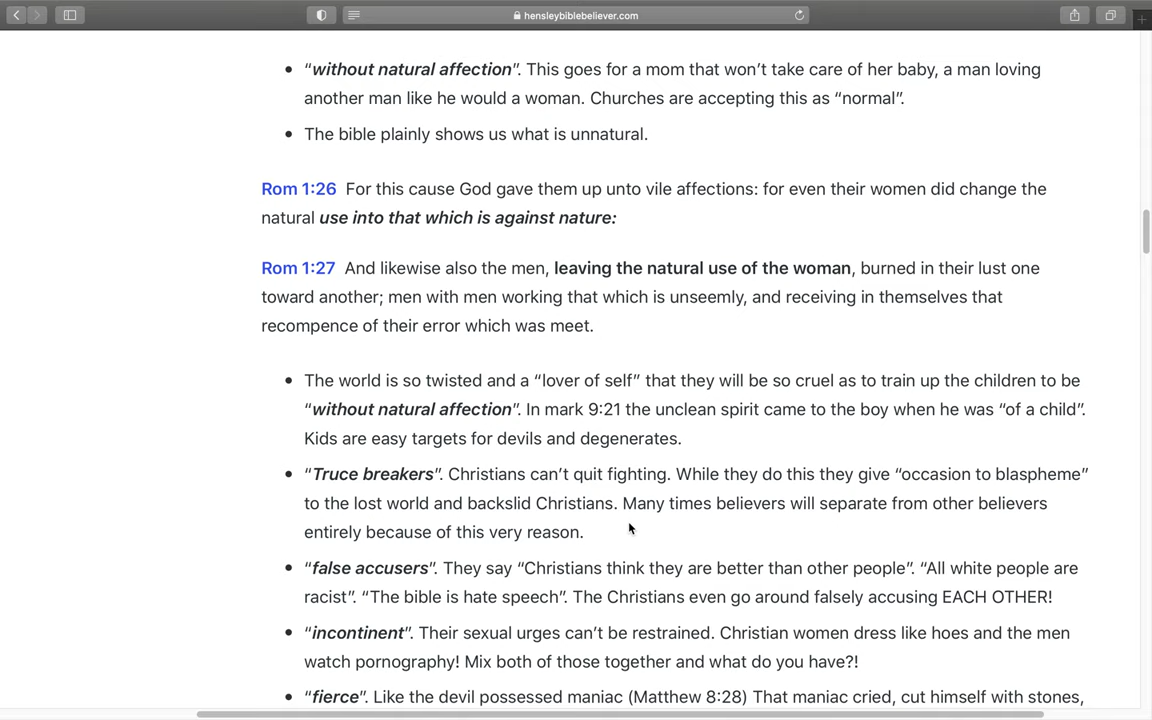 hensleybiblebeliever.com
• “without natural affection”. This goes for a mom that won’t take care of her baby, a man loving
another man like he would a woman. Churches are accepting this as “normal”.
• The bible plainly shows us what is unnatural.
Rom 1:26 For this cause God gave them up unto vile affections: for even their women did change the
natural use into that which is against nature:
Rom 1:27 And likewise also the men, leaving the natural use of the woman, burned in their lust one
toward another; men with men working that which is unseemly, and receiving in themselves that
recompence of their error which was meet.
• The world is so twisted and a “lover of self” that they will be so cruel as to train up the children to be
“without natural affection”. In mark 9:21 the unclean spirit came to the boy when he was “of a child”.
Kids are easy targets for devils and degenerates.
• “Truce breakers”. Christians can’t quit fighting. While they do this they give “occasion to blaspheme”
to the lost world and backslid Christians. Many times believers will separate from other believers
entirely because of this very reason.
• “false accusers”. They say “Christians think they are better than other people”. “All white people are
racist”. “The bible is hate speech”. The Christians even go around falsely accusing EACH OTHER!
• “incontinent”. Their sexual urges can’t be restrained. Christian women dress like hoes and the men
watch pornography! Mix both of those together and what do you have?!
• “fierce”. Like the devil possessed maniac (Matthew 8:28) That maniac cried, cut himself with stones,